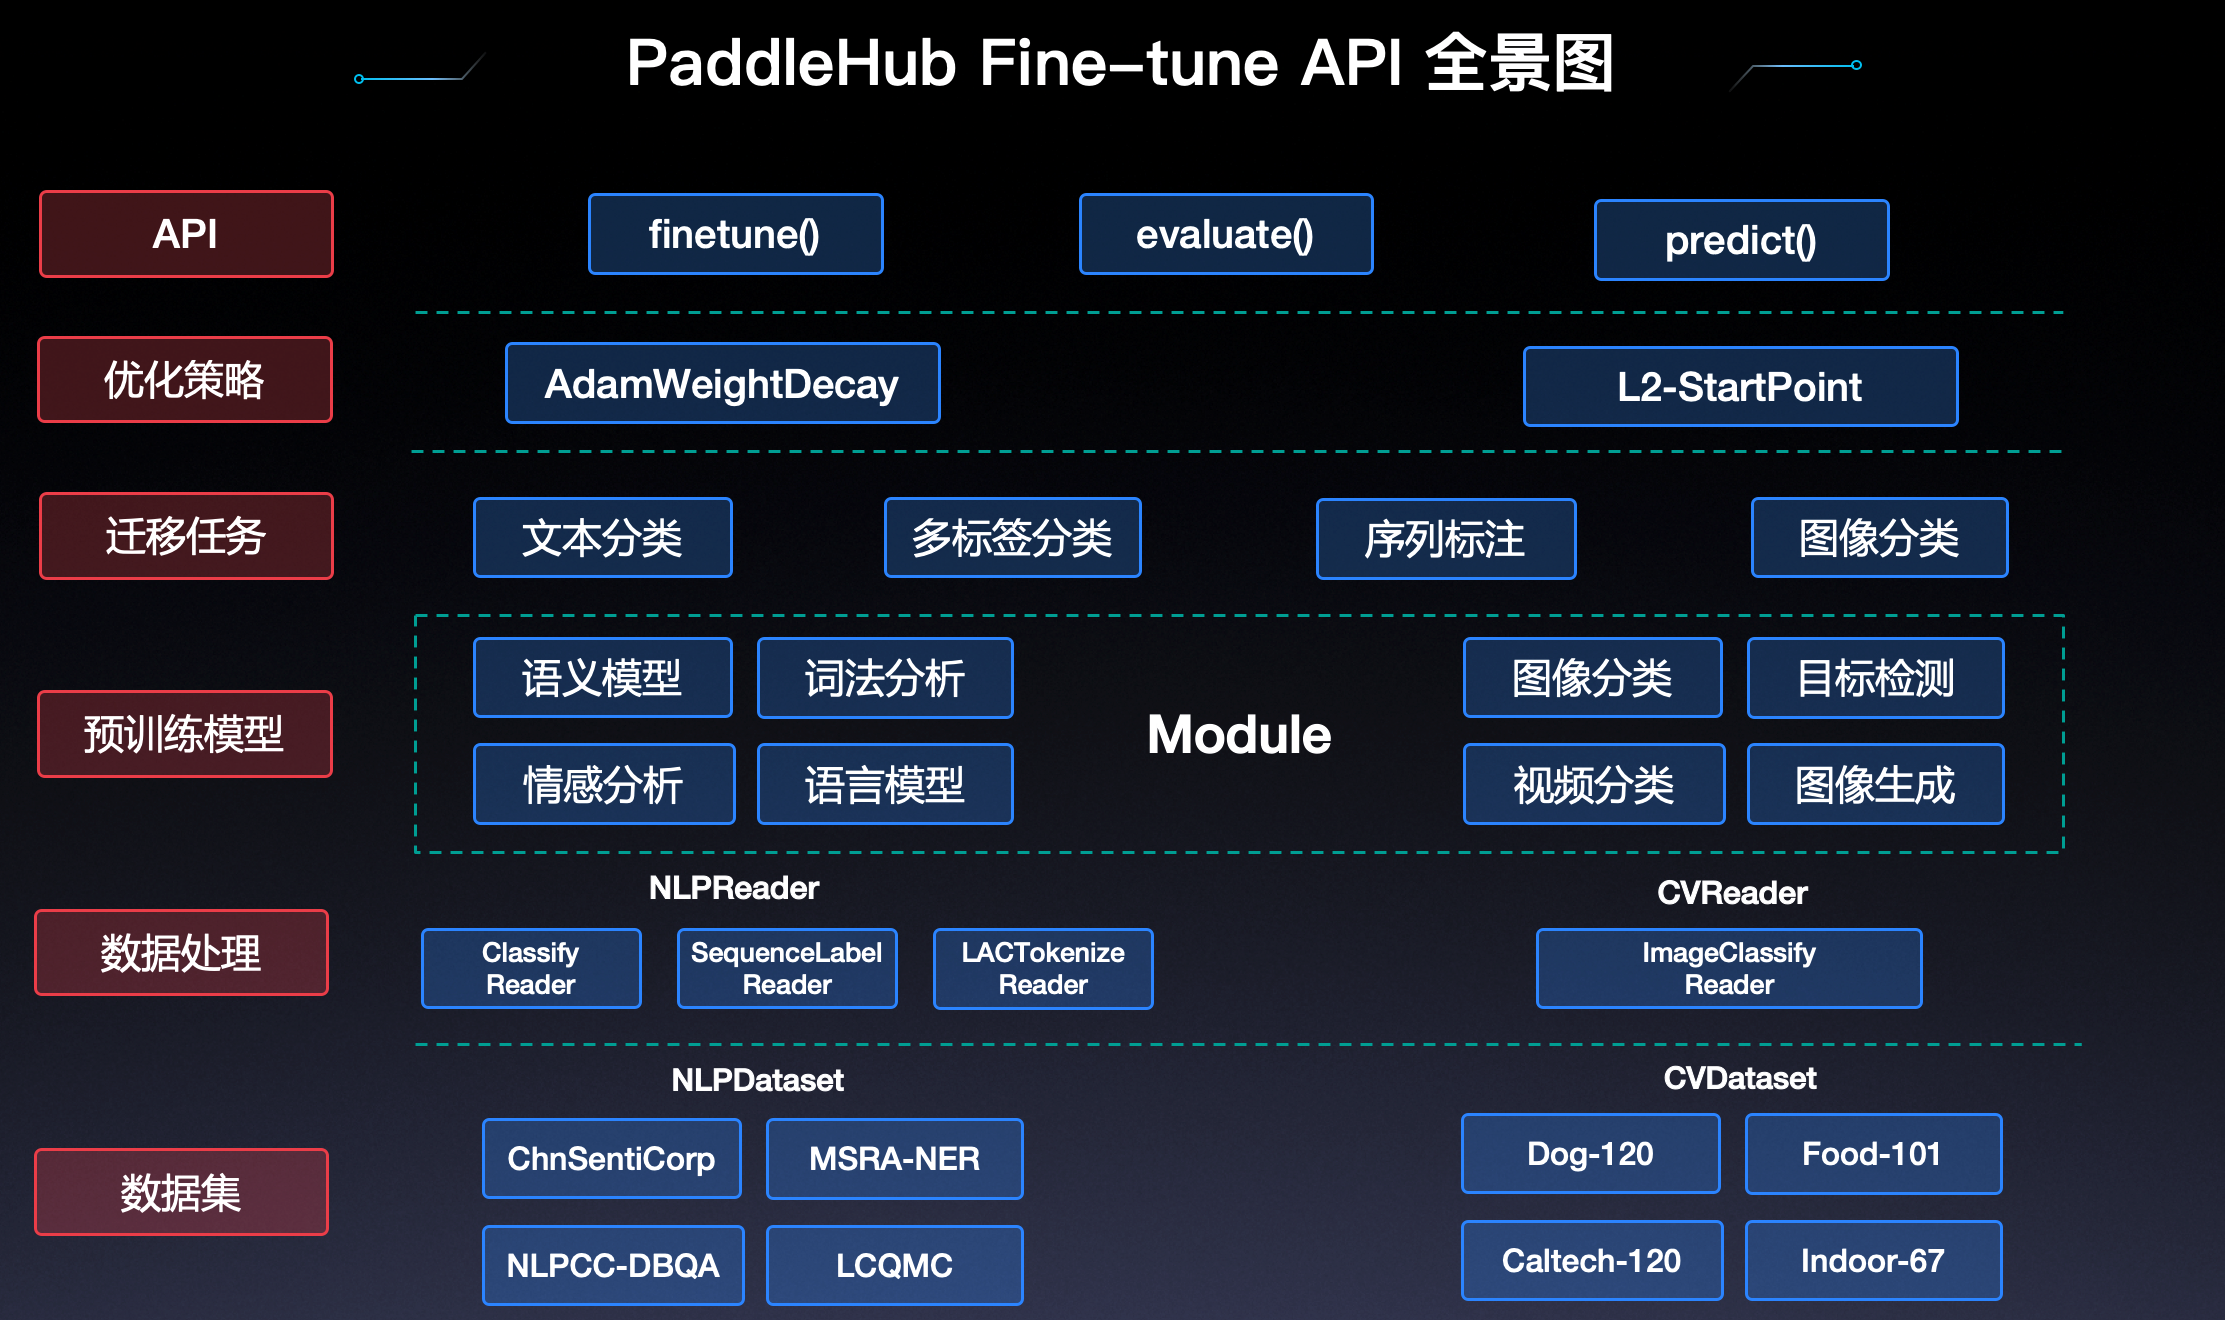 PaddleHub Fine-tune API 全景图
API
finetune()
evaluate()
predict()
优化策略
AdamWeightDecay
L2-StartPoint
迁移任务
文本分类
多标签分类
序列标注
图像分类
预训练模型
语义模型
词法分析
情感分析
语言模型
Module
图像分类
目标检测
视频分类
图像生成
数据处理
NLPReader
Classify
Reader
SequenceLabel
Reader
LACTokenize
Reader
CVReader
ImageClassify
Reader
数据集
NLPDataset
ChnSentiCorp
MSRA-NER
NLPCC-DBQA
LCQMC
CVDataset
Dog-120
Food-101
Caltech-120
Indoor-67